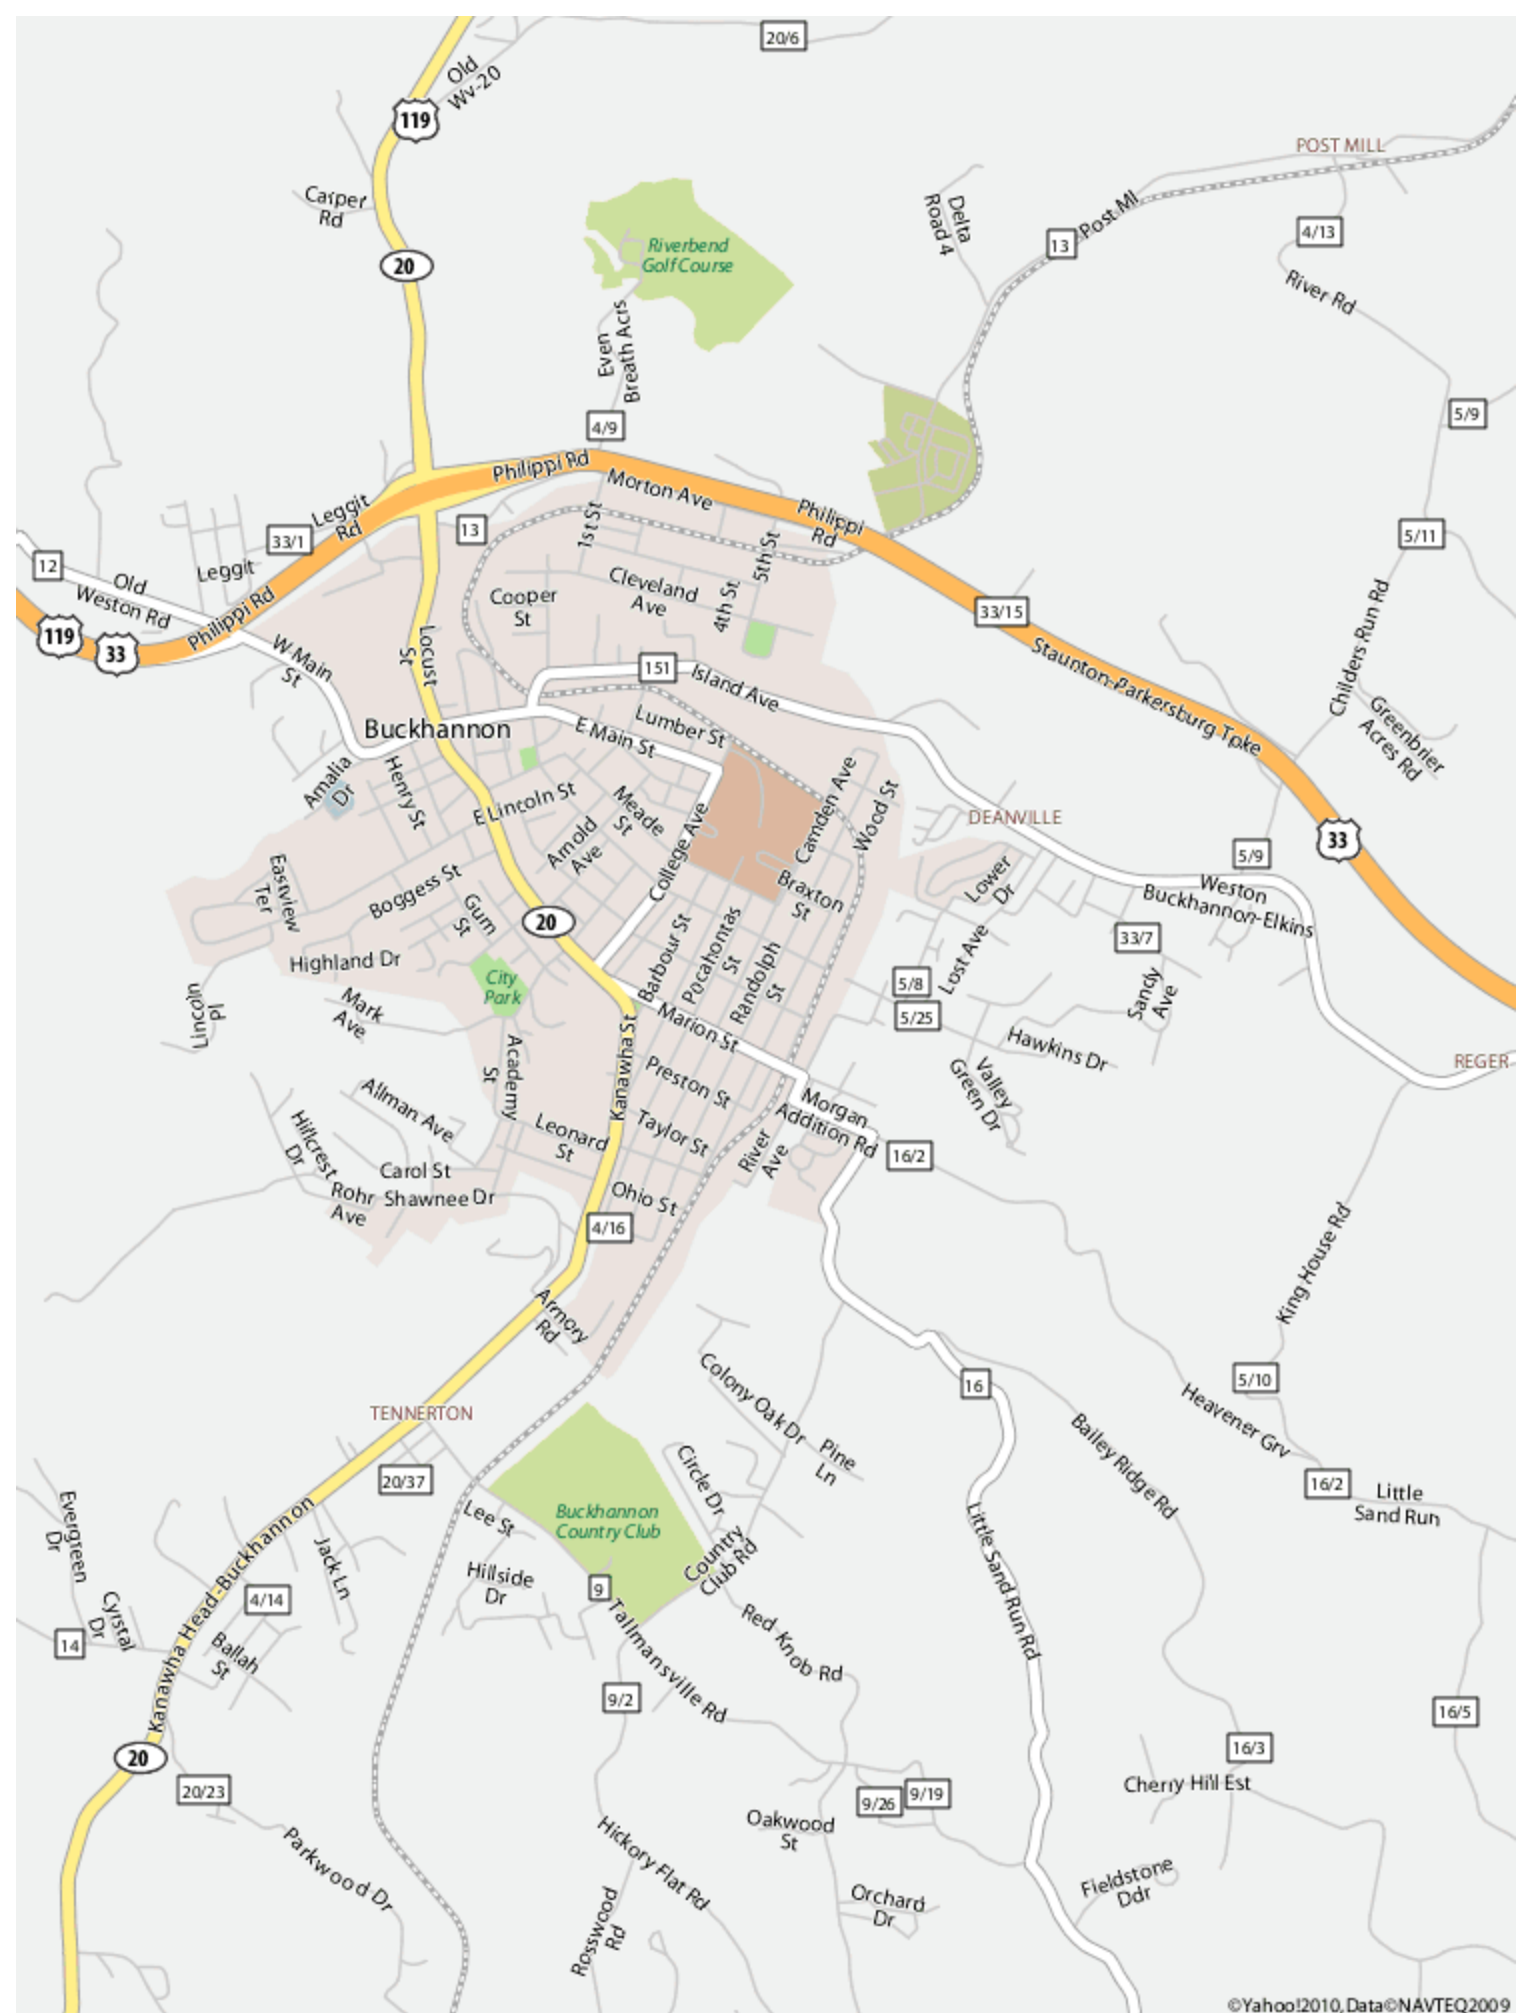 20/6
Old
Wv-20
119
POST MILL
Carper
Rd
Delta
Road 4
Post Ml
13
4/13
20
Riverbend
Golf Course
River Rd
Even
Breath Acrs
4/9
5/9
Philippi Rd
Morton Ave
Philippi
Rd
Leggit
Rd
33/1
13
1st St
5th St
5/11
12
Old
Weston Rd
Leggit
Cleveland
Ave
Cooper
St
4th St
33/15
Philippi Rd
119
33
W Main
St
Locust
St
151
Island Ave
Staunton-Parkersburg Tpke
Childers Run Rd
Greenbrier
Acres Rd
Buckhannon
Lumber St
E Main St
Amalia
Dr
Henry St
E Lincoln St
Meade
St
Arnold
Ave
College Ave
Camden Ave
Wood St
DEANVILLE
33
5/9
Eastview
Ter
Boggess St
Gum
St
Braxton
St
Lower
Dr
Weston
Buckhannon-Elkins
20
Highland Dr
Barbour St
Pocahontas
St
Randolph
St
33/7
City
Park
Lost Ave
5/8
5/25
Sandy
Ave
Lincoln
Pl
Mark
Ave
Marion St
Hawkins Dr
REGER
Academy
St
Kanawha St
Preston St
Valley
Green Dr
Allman Ave
Morgan
Addition Rd
Hillcrest
Dr
Leonard
St
Taylor St
River
Ave
16/2
Carol St
Rohr
Ave
Shawnee Dr
Ohio St
4/16
King House Rd
Armory
Rd
Colony Oak Dr
16
5/10
TENNERTON
Heavener Grv
Bailey Ridge Rd
Pine
Ln
Circle Dr
20/37
16/2
Little
Sand Run
Evergreen
Dr
Lee St
Buckhannon
Country Club
Country
Club Rd
Little Sand Run Rd
Jack Ln
Kanawha Head-Buckhannon
Hillside
Dr
9
4/14
Cyrstal
Dr
14
Ballah
St
Tallmansville Rd
Red Knob Rd
9/2
16/5
20
16/3
20/23
Cherry Hill Est
9/26
9/19
Oakwood
St
Parkwood Dr
Hickory Flat Rd
Fieldstone
Ddr
Orchard
Dr
Rosswood
Rd
©Yahoo!2010, Data©NAVTEQ2009